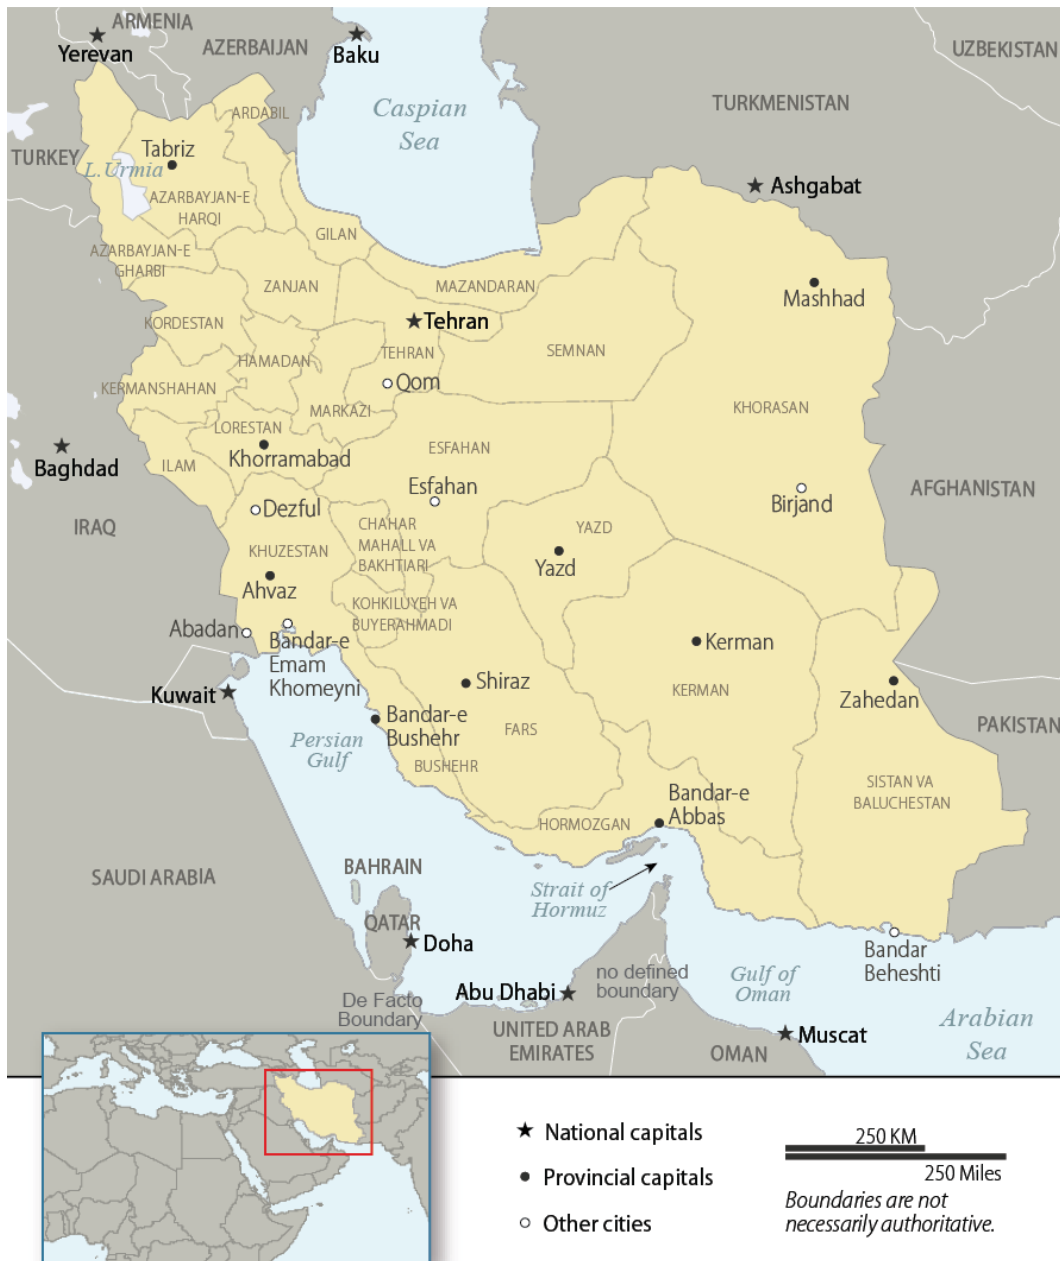 ARMENIA
Yerevan
AZERBAIJAN
Baku
UZBEKISTAN
Caspian
Sea
TURKMENISTAN
ARDABIL
TURKEY
Tabriz
L.Urmia
Ashgabat
AZARBAYJAN-E
HARQI
GILAN
AZARBAYJAN-E
GHARBI
ZANJAN
MAZANDARAN
Mashhad
KORDESTAN
Tehran
HAMADAN
TEHRAN
SEMNAN
KERMANSHAHAN
Qom
MARKAZI
KHORASAN
LORESTAN
Khorramabad
ESFAHAN
Baghdad
ILAM
Esfahan
Birjand
AFGHANISTAN
IRAQ
Dezful
CHAHAR
MAHALL VA
BAKHTIARI
YAZD
KHUZESTAN
Yazd
Ahvaz
KOHKILUYEH VA
BUYERAHMADI
Abadan
Bandar-e
Emam
Khomeyni
Kerman
Kuwait
Shiraz
KERMAN
Zahedan
Bandar-e
Bushehr
FARS
PAKISTAN
Persian
Gulf
BUSHEHR
SISTAN VA
BALUCHESTAN
Bandar-e
Abbas
HORMOZGAN
SAUDI ARABIA
BAHRAIN
Strait of
Hormuz
QATAR
Doha
Bandar
Beheshti
no defined
boundary
Gulf of
Oman
Abu Dhabi
De Facto
Boundary
UNITED ARAB
EMIRATES
OMAN
Muscat
Arabian
Sea
National capitals
Provincial capitals
Other cities
250 KM
250 Miles
Boundaries are not
necessarily authoritative.